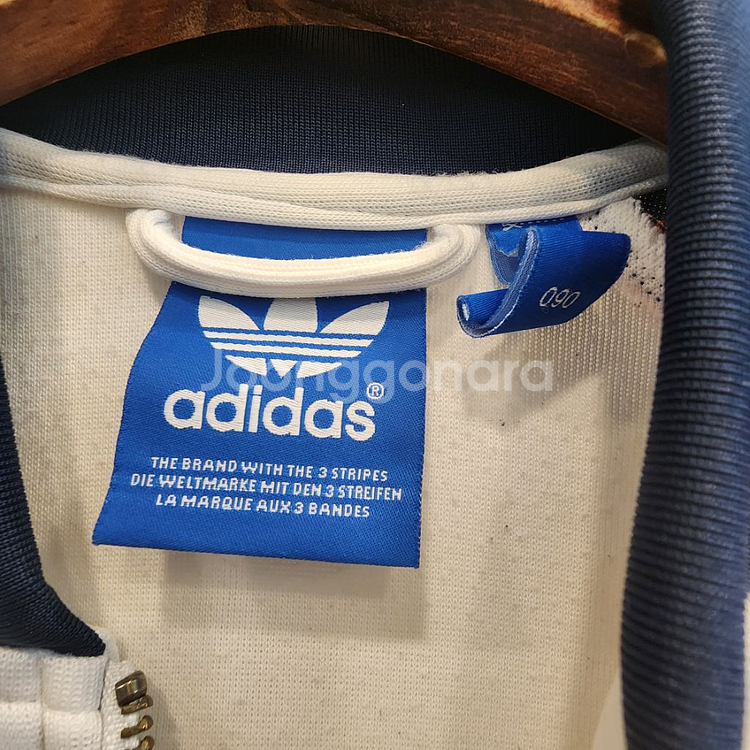 090
Joonggonara
adidas®
THE BRAND WITH THE 3 STRIPES
DIE WELTMARKE MIT DEN 3 STREIFEN
LA MARQUE AUX 3 BANDES